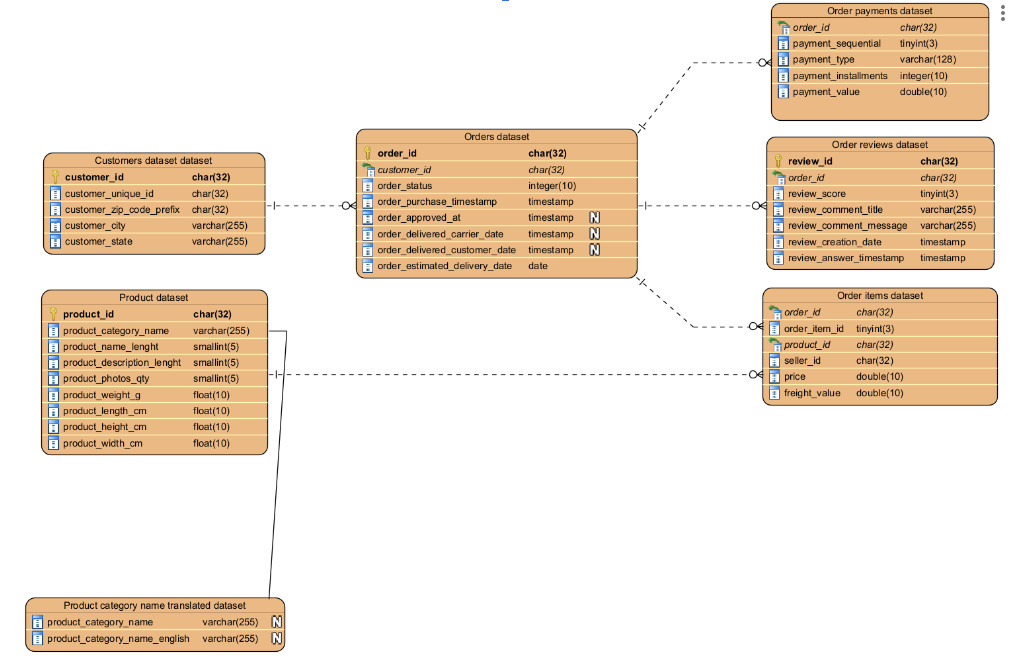 Order payments dataset
order_id char(32)
payment_sequential tinyint(3)
payment_type varchar(128)
payment_installments integer(10)
payment_value double(10)
Orders dataset
order_id char(32)
customer_id char(32)
order_status integer(10)
order_purchase_timestamp timestamp
order_approved_at timestamp N
order_delivered_carrier_date timestamp N
order_delivered_customer_date timestamp N
order_estimated_delivery_date date
Order reviews dataset
review_id char(32)
order_id char(32)
review_score tinyint(3)
review_comment_title varchar(255)
review_comment_message varchar(255)
review_creation_date timestamp
review_answer_timestamp timestamp
Customers dataset dataset
customer_id char(32)
customer_unique_id char(32)
customer_zip_code_prefix char(32)
customer_city varchar(255)
customer_state varchar(255)
Product dataset
product_id char(32)
product_category_name varchar(255)
product_name_lenght smallint(5)
product_description_lenght smallint(5)
product_photos_qty smallint(5)
product_weight_g float(10)
product_length_cm float(10)
product_height_cm float(10)
product_width_cm float(10)
Order items dataset
order_id char(32)
order_item_id tinyint(3)
product_id char(32)
seller_id char(32)
price double(10)
freight_value double(10)
Product category name translated dataset
product_category_name varchar(255) N
product_category_name_english varchar(255) N